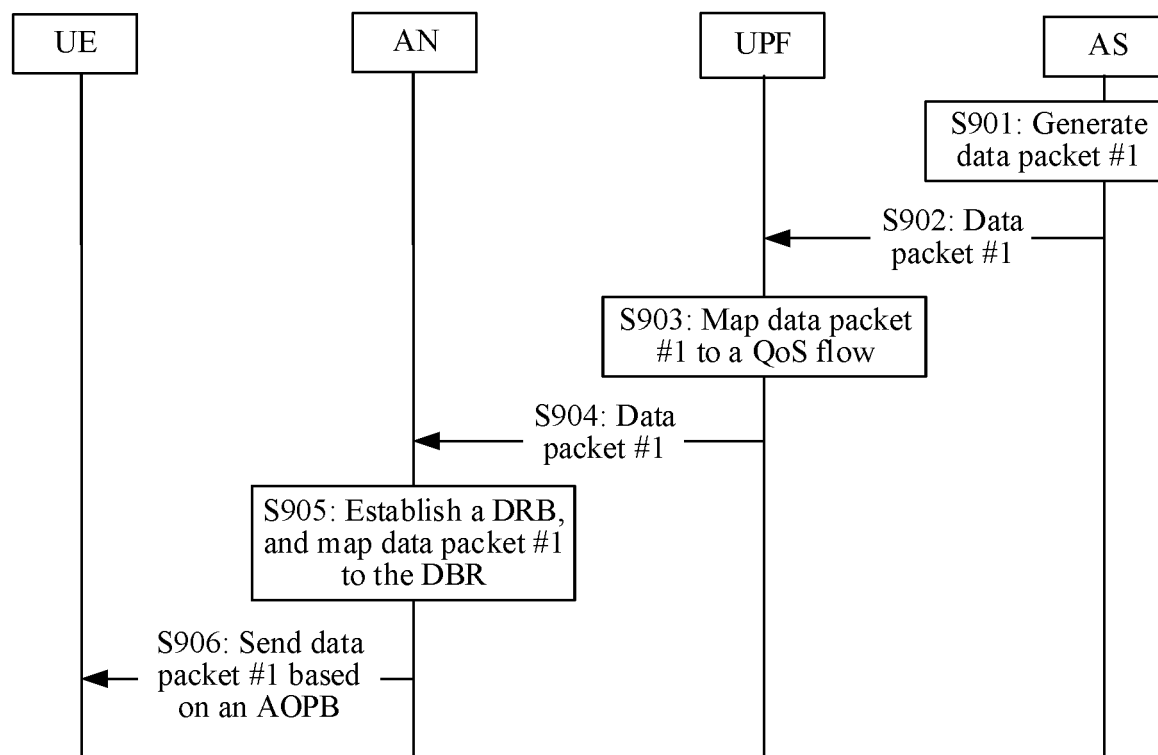 UE
AN
UPF
AS
S901: Generate
data packet #1
S902: Data
packet #1
S903: Map data packet
#1 to a QoS flow
S904: Data
packet #1
S905: Establish a DRB,
and map data packet #1
to the DBR
S906: Send data
packet #1 based
on an AOPB